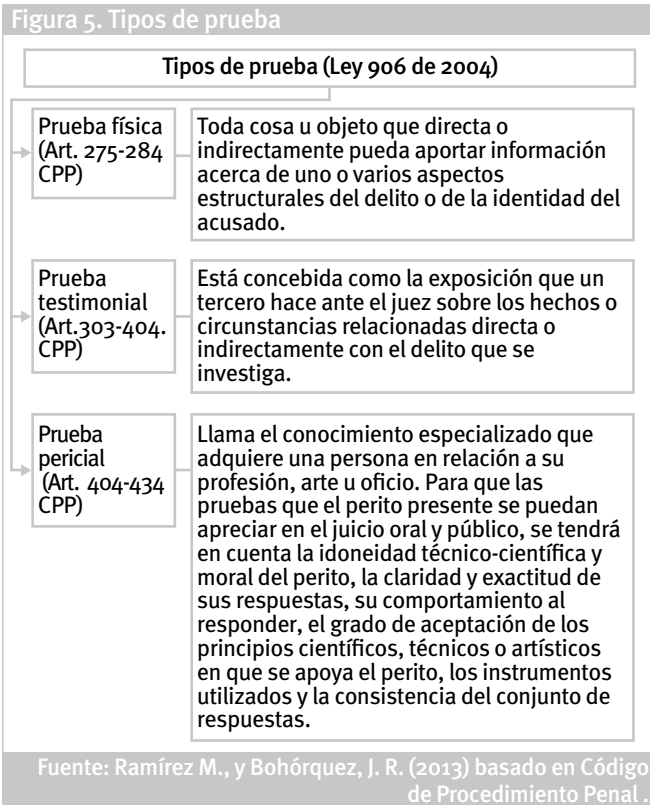 Figura 5. Tipos de prueba
Tipos de prueba (Ley 906 de 2004)
Prueba física
(Art. 275-284
CPP)
Toda cosa u objeto que directa o
indirectamente pueda aportar información
acerca de uno o varios aspectos
estructurales del delito o de la identidad del
acusado.
Prueba
testimonial
(Art.303-404.
CPP)
Está concebida como la exposición que un
tercero hace ante el juez sobre los hechos o
circunstancias relacionadas directa o
indirectamente con el delito que se
investiga.
Prueba
pericial
(Art. 404-434
CPP)
Llama el conocimiento especializado que
adquiere una persona en relación a su
profesión, arte u oficio. Para que las
pruebas que el perito presente se puedan
apreciar en el juicio oral y público, se tendrá
en cuenta la idoneidad técnico-científica y
moral del perito, la claridad y exactitud de
sus respuestas, su comportamiento al
responder, el grado de aceptación de los
principios científicos, técnicos o artísticos
en que se apoya el perito, los instrumentos
utilizados y la consistencia del conjunto de
respuestas.
Fuente: Ramírez M., y Bohórquez, J. R. (2013) basado en Código
de Procedimiento Penal .